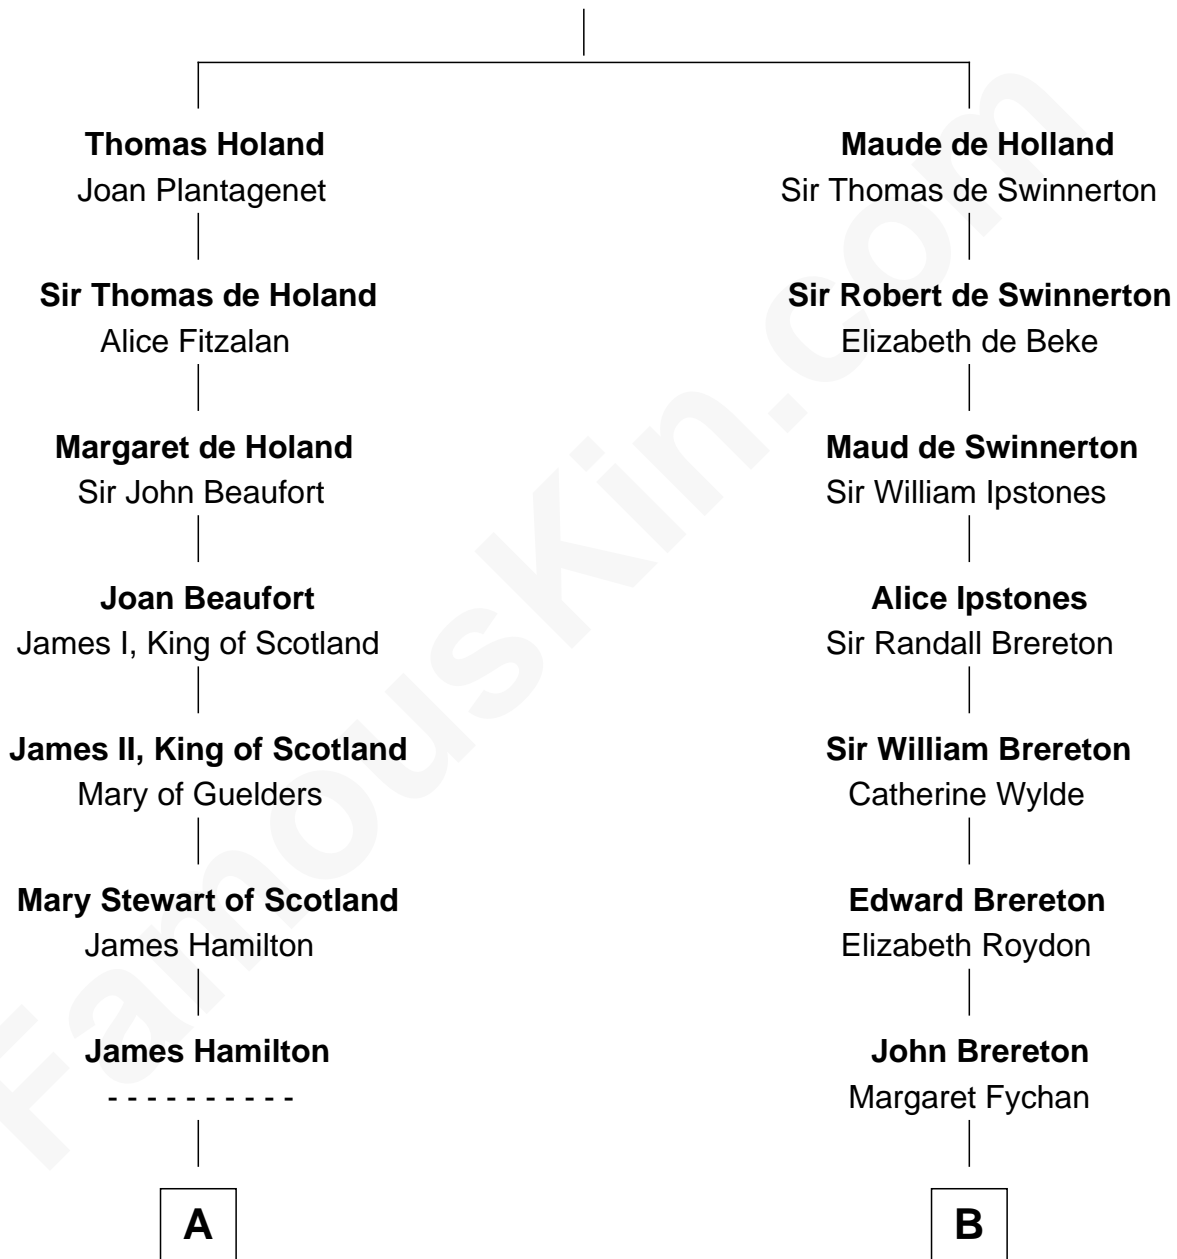 Thomas Holand
Joan Plantagenet
Sir Thomas de Holand
Alice Fitzalan
Margaret de Holand
Sir John Beaufort
Joan Beaufort
James I, King of Scotland
James II, King of Scotland
Mary of Guelders
Mary Stewart of Scotland
James Hamilton
James Hamilton
- - - - - - - - - -
A
Maude de Holland
Sir Thomas de Swinnerton
Sir Robert de Swinnerton
Elizabeth de Beke
Maud de Swinnerton
Sir William Ipstones
Alice Ipstones
Sir Randall Brereton
Sir William Brereton
Catherine Wylde
Edward Brereton
Elizabeth Roydon
John Brereton
Margaret Fychan
B
FamousKin.com